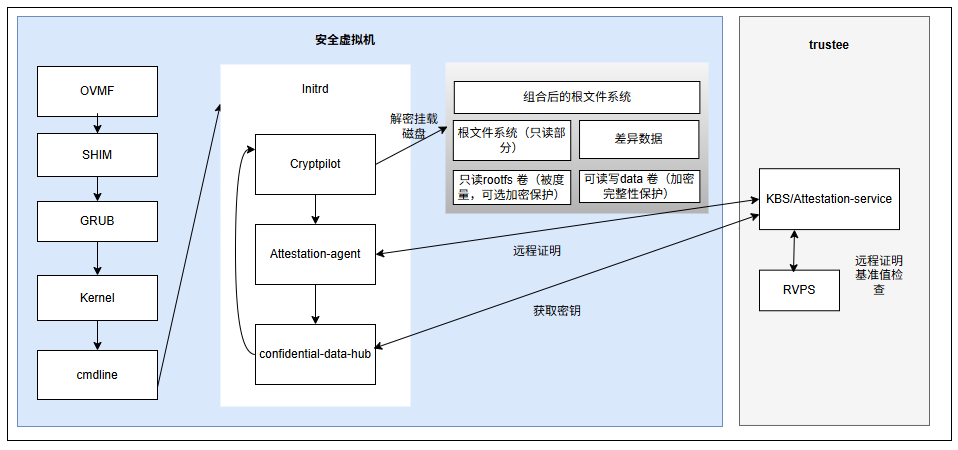 安全虚拟机
OVMF
SHIM
GRUB
Kernel
cmdline
Initrd
Cryptpilot
Attestation-agent
confidential-data-hub
解密挂载
磁盘
组合后的根文件系统
根文件系统（只读部
分）
差异数据
只读rootfs 卷（被度
量，可选加密保护）
可读写data 卷（加密
完整性保护）
远程证明
获取密钥
trustee
KBS/Attestation-service
RVPS
远程证明
基准值检
查